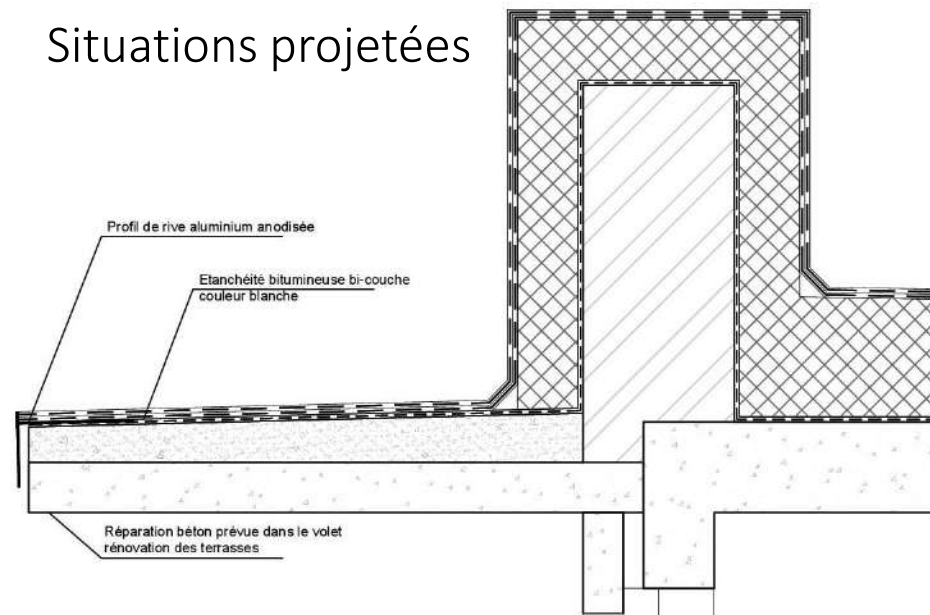 Situations projetées
Profil de rive aluminium anodisée
Etanchéité bitumineuse bi-couche
couleur blanche
Réparation béton prévue dans le volet
rénovation des terrasses